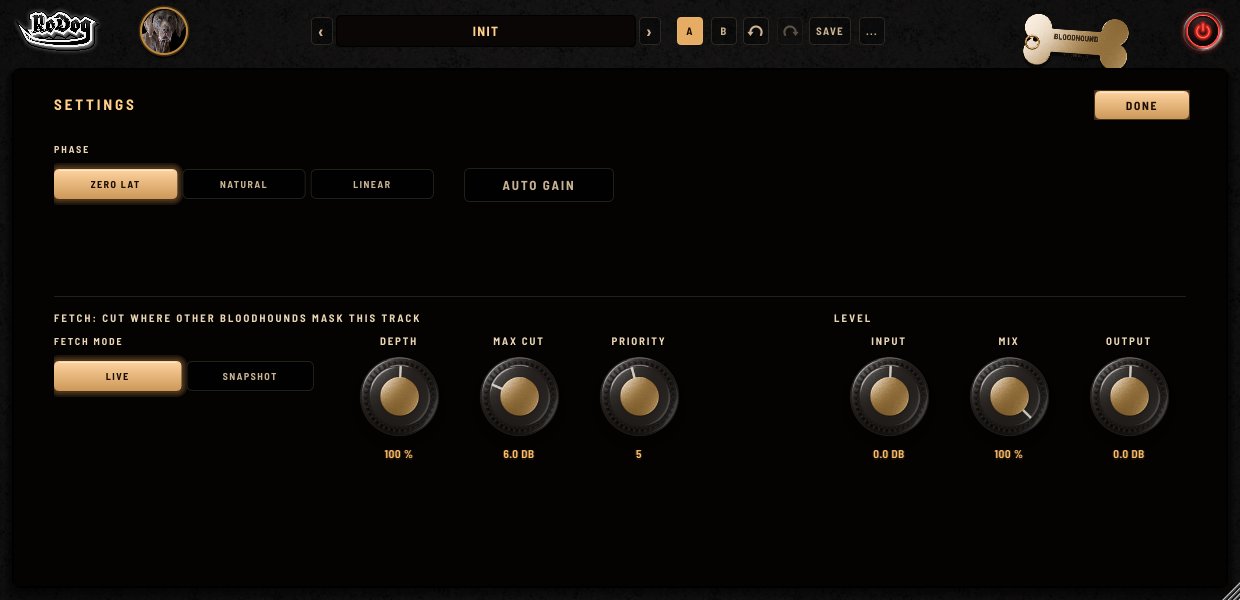 RoDog
‹ INIT › A B SAVE ...
BLOODHOUND
SETTINGS
DONE
PHASE
ZERO LAT NATURAL LINEAR AUTO GAIN
FETCH: CUT WHERE OTHER BLOODHOUNDS MASK THIS TRACK
LEVEL
FETCH MODE DEPTH MAX CUT PRIORITY INPUT MIX OUTPUT
LIVE SNAPSHOT
100 % 6.0 DB 5 0.0 DB 100 % 0.0 DB